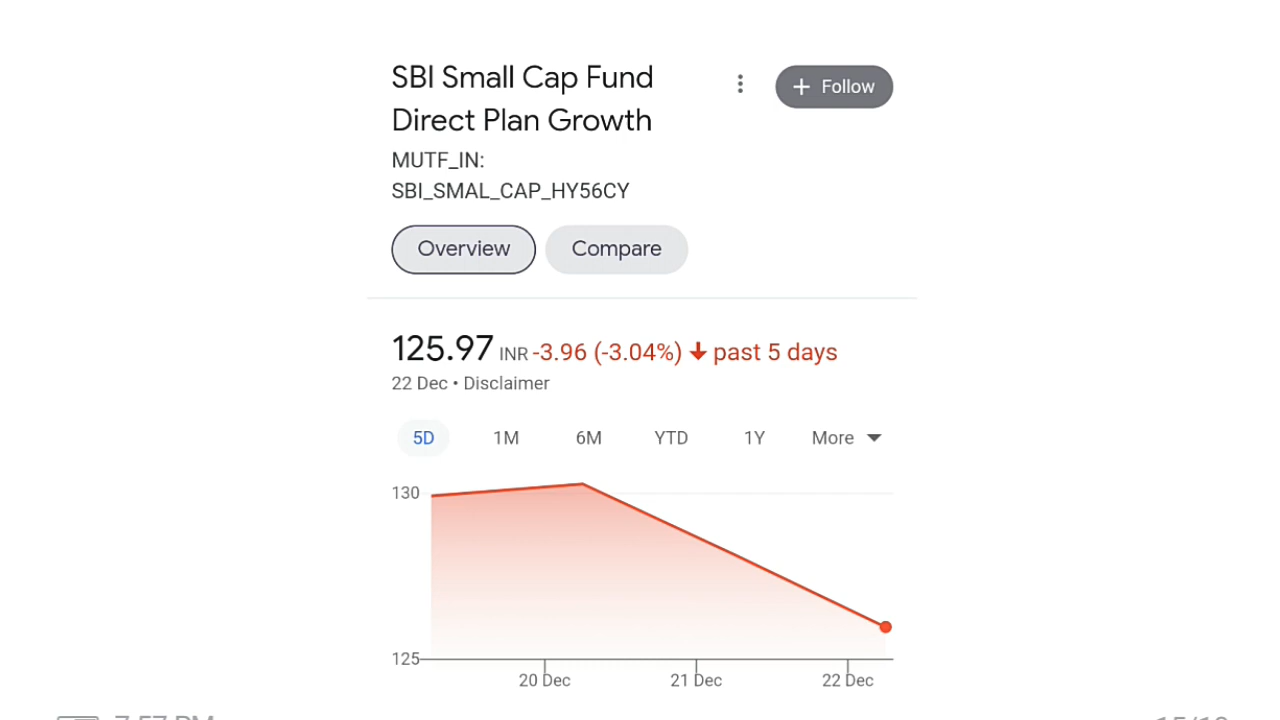 SBI Small Cap Fund
Direct Plan Growth
+ Follow
MUTF_IN:
SBI_SMAL_CAP_HY56CY
Overview Compare
125.97 INR -3.96 (-3.04%) ↓ past 5 days
22 Dec • Disclaimer
5D 1M 6M YTD 1Y More
130
125
20 Dec 21 Dec 22 Dec